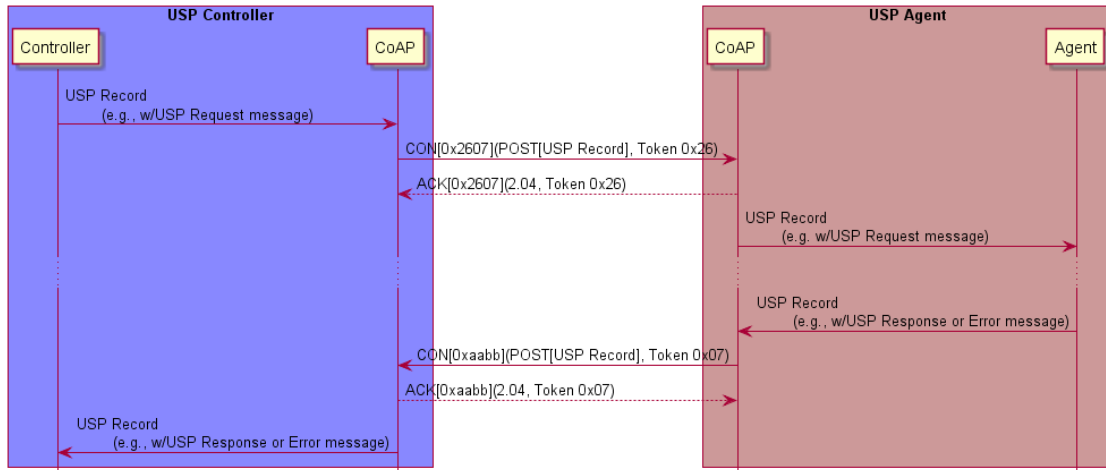 USP Controller
USP Agent
Controller
CoAP
CoAP
Agent
USP Record
(e.g., w/USP Request message)
CON[0x2607](POST[USP Record], Token 0x26)
ACK[0x2607](2.04, Token 0x26)
USP Record
(e.g. w/USP Request message)
USP Record
(e.g., w/USP Response or Error message)
CON[0xaabb](POST[USP Record], Token 0x07)
ACK[0xaabb](2.04, Token 0x07)
USP Record
(e.g., w/USP Response or Error message)